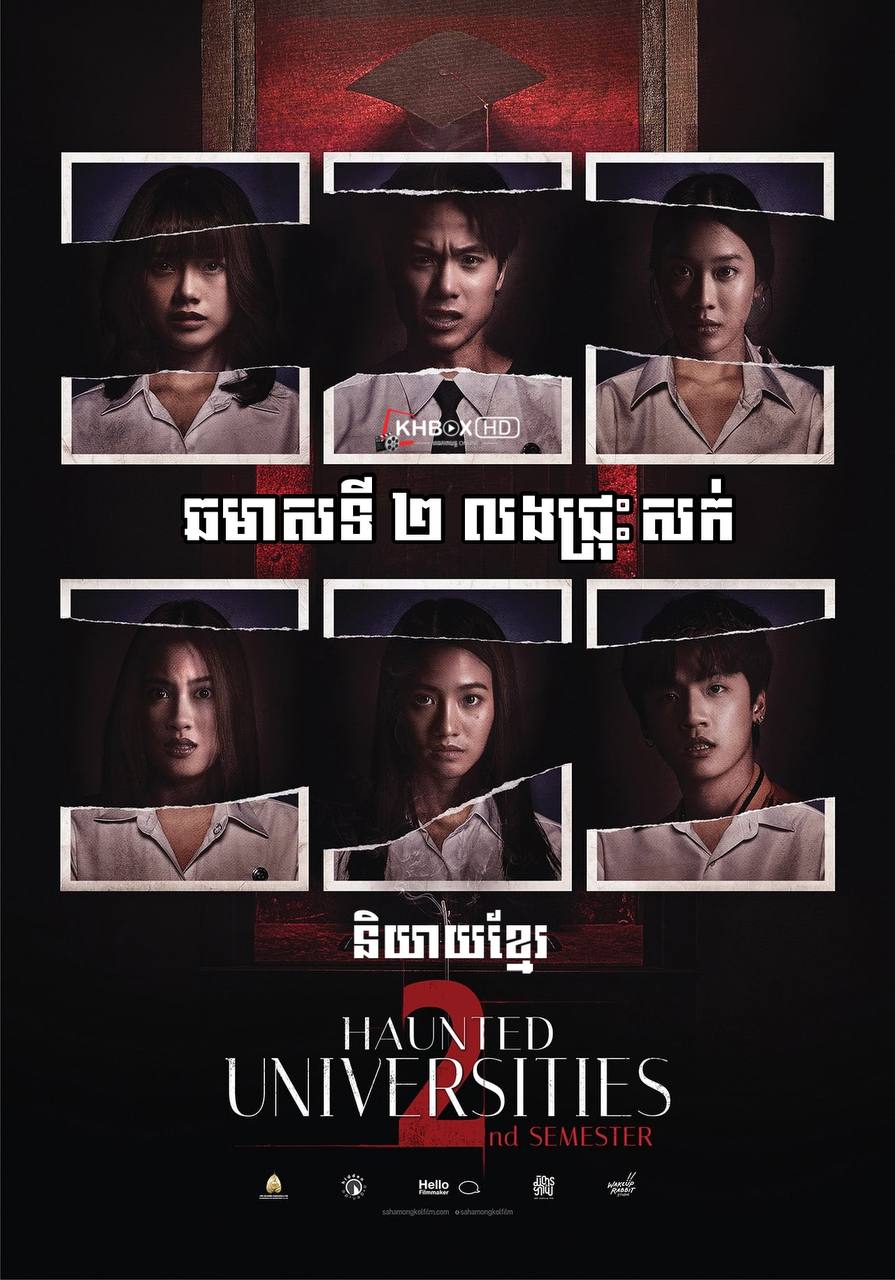 KHBOX HD
ឆមាសទី ២ លងជ្រុះសក់
និយាយខ្មែរ
2
HAUNTED
UNIVERSITIES
nd SEMESTER
Hello
Filmmaker
WAKEUP
RABBIT
STUDIO
sahamongkolfilm.com sahamongkolfilm